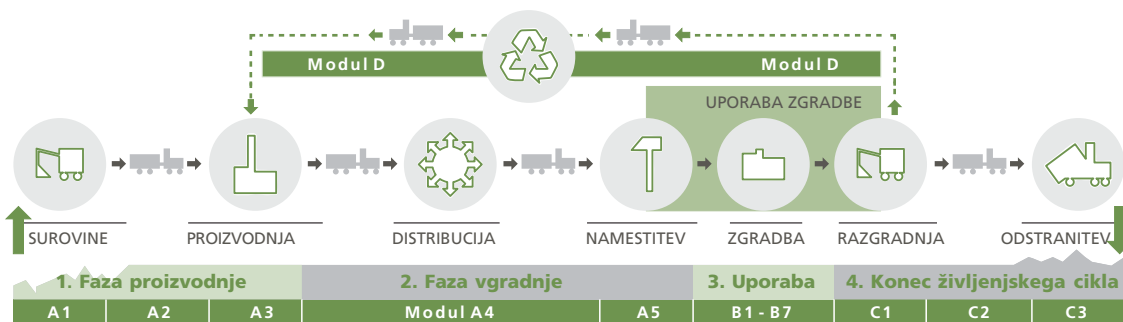 Modul D Modul D
UPORABA ZGRADBE
SUROVINE PROIZVODNJA DISTRIBUCIJA NAMESTITEV ZGRADBA RAZGRADNJA ODSTRANITEV
1. Faza proizvodnje 2. Faza vgradnje 3. Uporaba 4. Konec življenjskega cikla
A1 A2 A3 Modul A4 A5 B1 - B7 C1 C2 C3